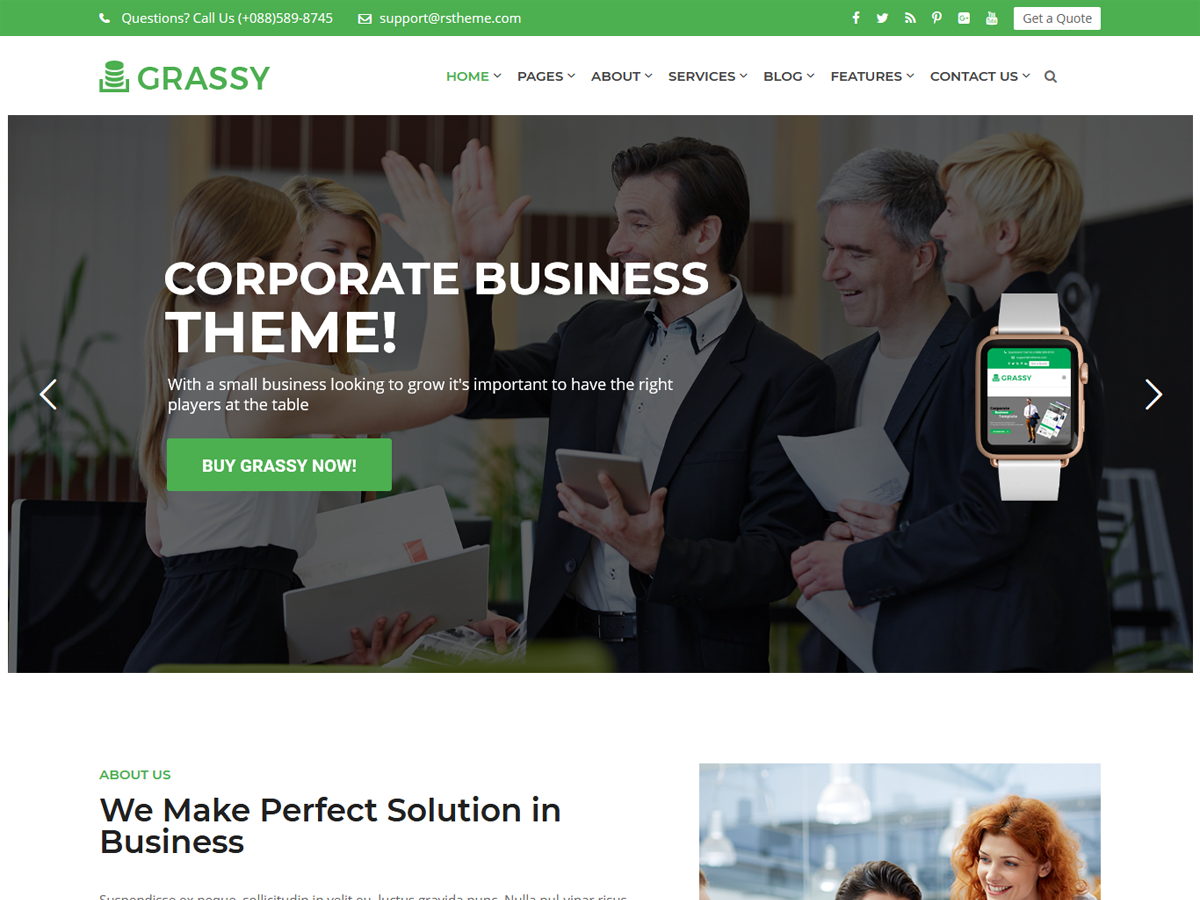 Questions? Call Us (+088)589-8745
support@rstheme.com
Get a Quote
GRASSY
HOME
PAGES
ABOUT
SERVICES
BLOG
FEATURES
CONTACT US
CORPORATE BUSINESS
THEME!
With a small business looking to grow it's important to have the right
players at the table
BUY GRASSY NOW!
GRASSY
ABOUT US
We Make Perfect Solution in
Business